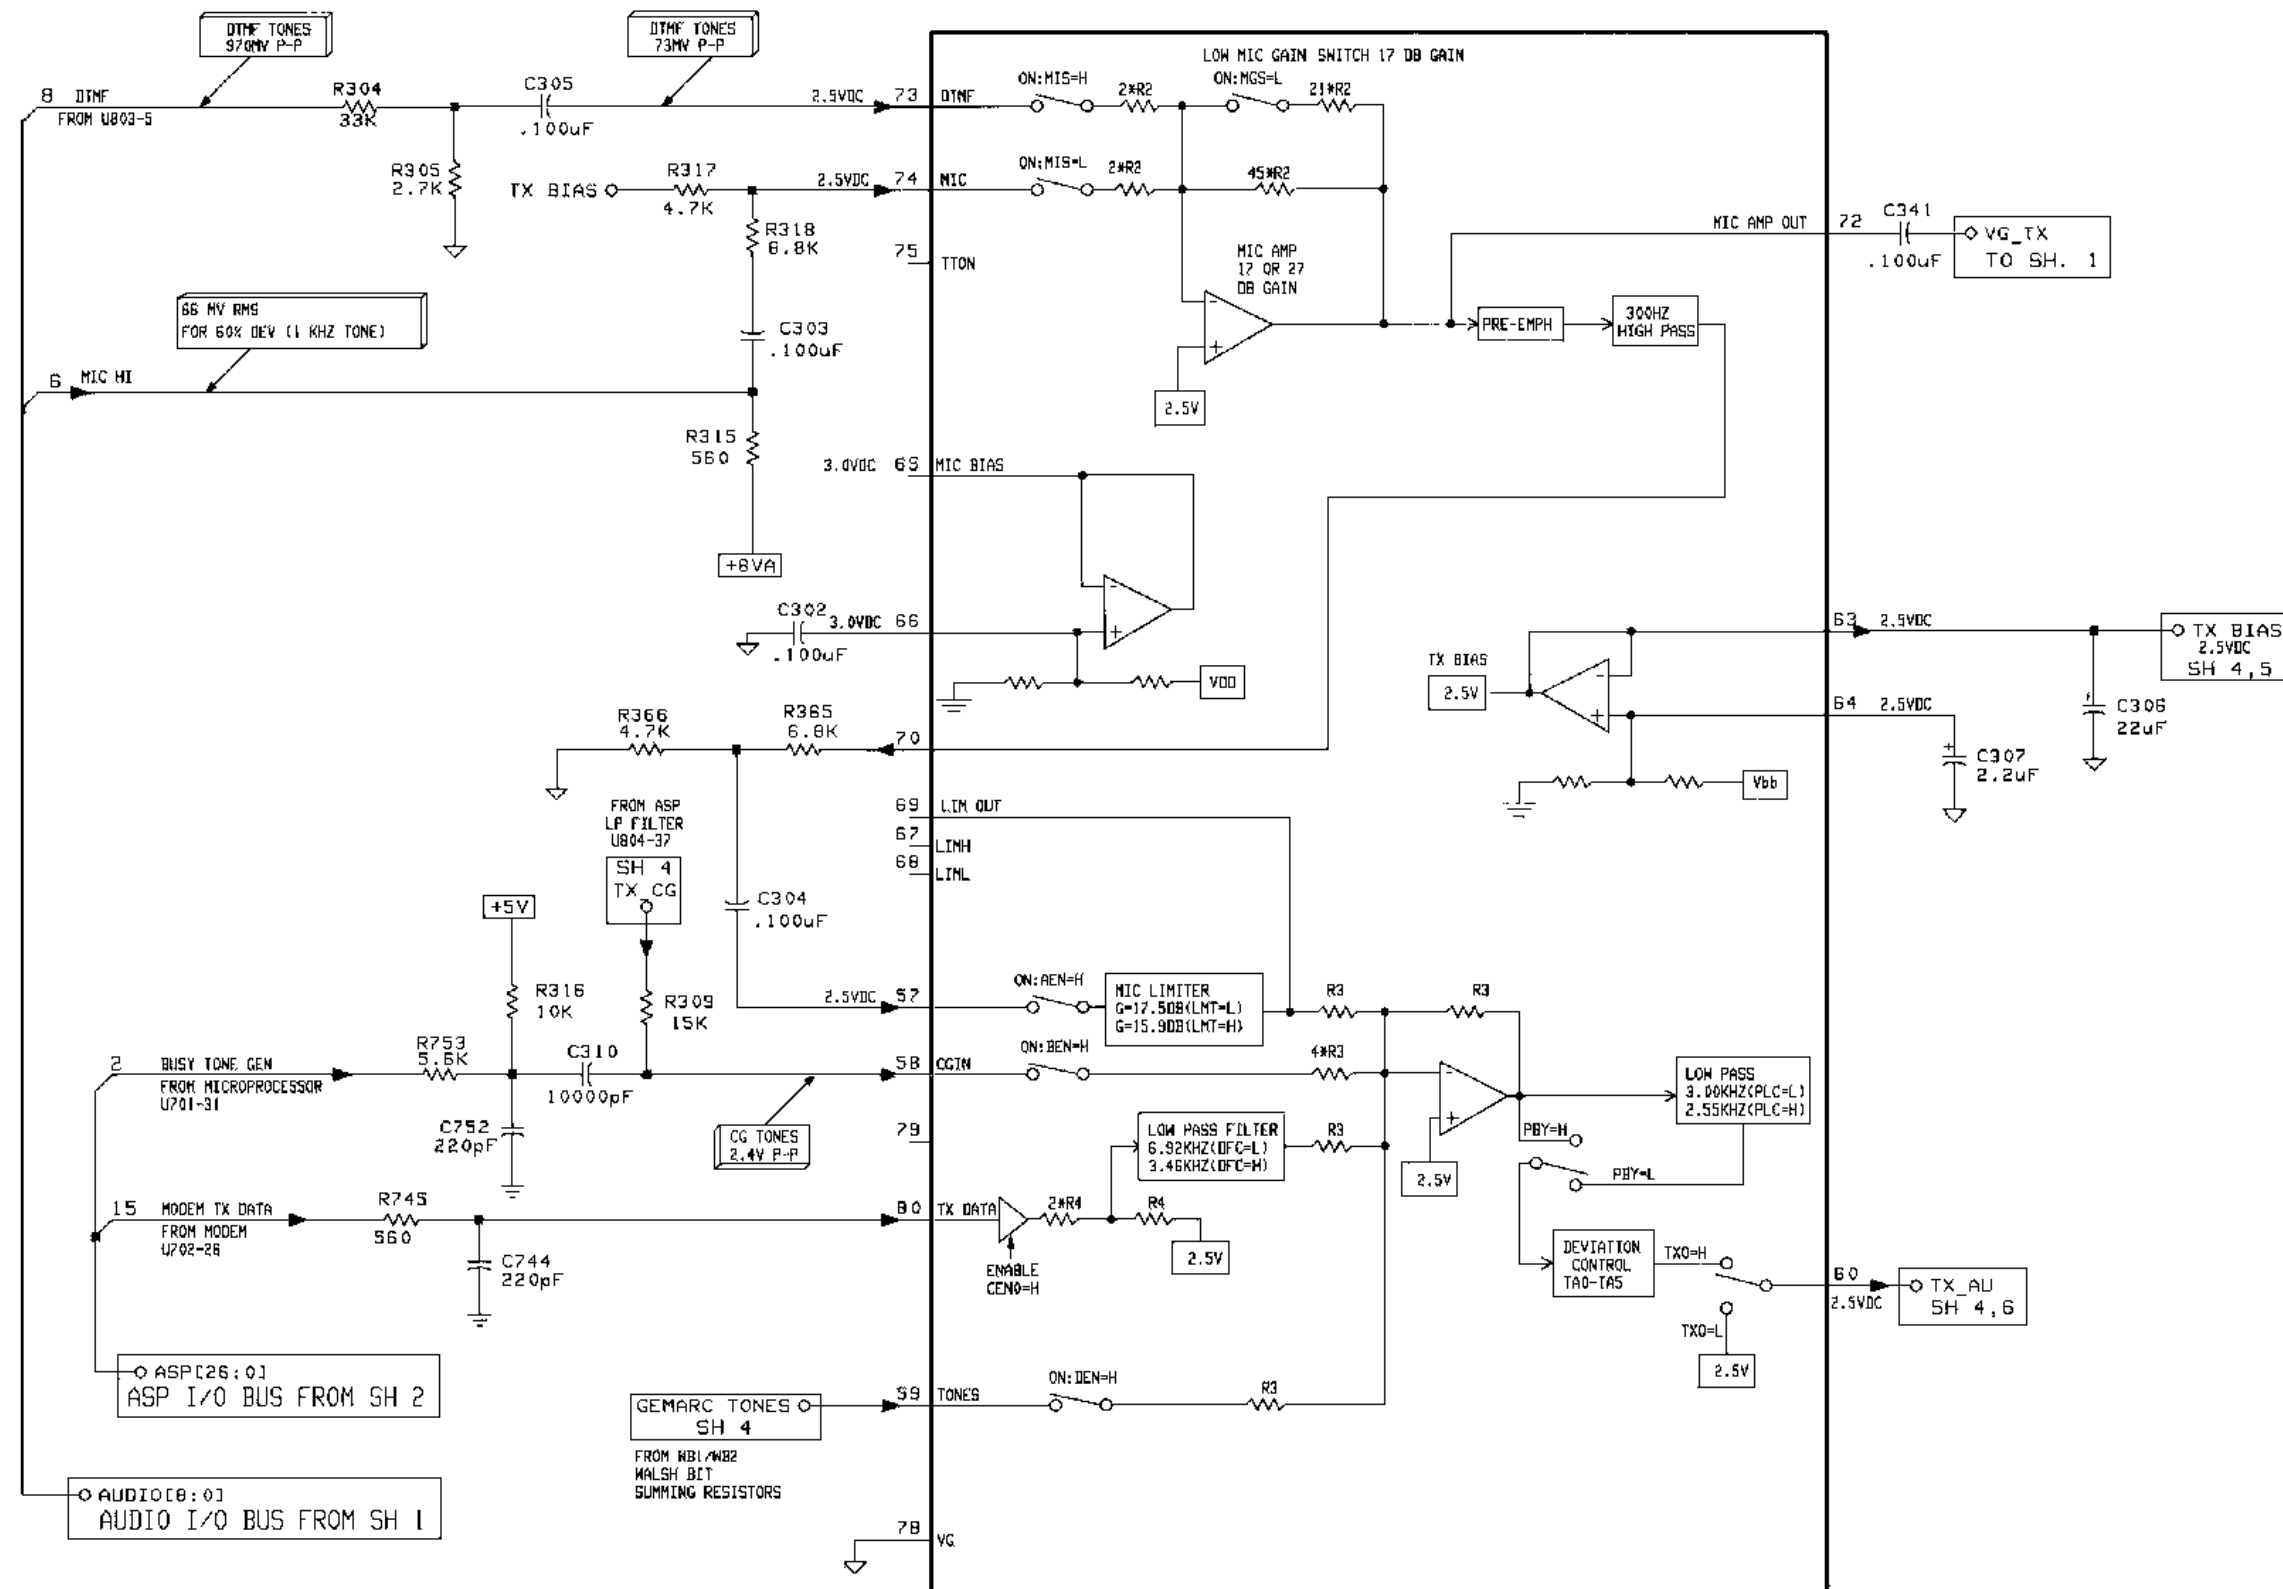 DTMF TONES
970MV P-P
DTMF TONES
73MV P-P
LOW MIC GAIN SWITCH 17 DB GAIN
8 DTMF
FROM U803-5
R304
33K
C305
.100uF
2.5VDC 73 DTMF
ON:MIS=H
2*R2
ON:MGS=L
21*R2
R305
2.7K
TX BIAS
R317
4.7K
2.5VDC 74 MIC
ON:MIS=L
2*R2
45*R2
R318
6.8K
75
TTON
MIC AMP
17 OR 27
DB GAIN
MIC AMP OUT
72
C341
.100uF
VG_TX
TO SH. 1
66 MV RMS
FOR 60% DEV (1 KHZ TONE)
C303
.100uF
-
+
PRE-EMPH
300HZ
HIGH PASS
2.5V
6 MIC HI
R315
560
+8VA
3.0VDC 65 MIC BIAS
-
+
C302
.100uF
3.0VDC 66
VDD
TX BIAS
2.5V
-
+
63 2.5VDC
TX BIAS
2.5VDC
SH 4,5
C306
22uF
64 2.5VDC
+
C307
2.2uF
Vbb
R366
4.7K
R365
6.8K
70
FROM ASP
LP FILTER
U804-37
SH 4
TX_CG
69 LIM OUT
67
LIMH
68
LIML
C304
.100uF
+5V
R316
10K
R309
15K
2.5VDC 57
ON:AEN=H
MIC LIMITER
G=17.5DB(LMT=L)
G=15.9DB(LMT=H)
R3
R3
2 BUSY TONE GEN
FROM MICROPROCESSOR
U701-31
R753
5.6K
C310
10000pF
58 CGIN
ON:BEN=H
4*R3
-
+
2.5V
LOW PASS
3.00KHZ(PLC=L)
2.55KHZ(PLC=H)
C752
220pF
CG TONES
2.4V P-P
79
LOW PASS FILTER
6.92KHZ(DFC=L)
3.46KHZ(DFC=H)
R3
PBY=H
PBY=L
15 MODEM TX DATA
FROM MODEM
U702-26
R745
560
C744
220pF
80 TX DATA
2*R4
R4
2.5V
ENABLE
CENO=H
DEVIATION
CONTROL
TA0-TA5
TXO=H
TXO=L
2.5V
60
2.5VDC
TX_AU
SH 4,6
ASP[26:0]
ASP I/O BUS FROM SH 2
GEMARC TONES
SH 4
59 TONES
ON:DEN=H
R3
FROM WB1/WB2
WALSH BIT
SUMMING RESISTORS
AUDIO[8:0]
AUDIO I/O BUS FROM SH 1
78
VG